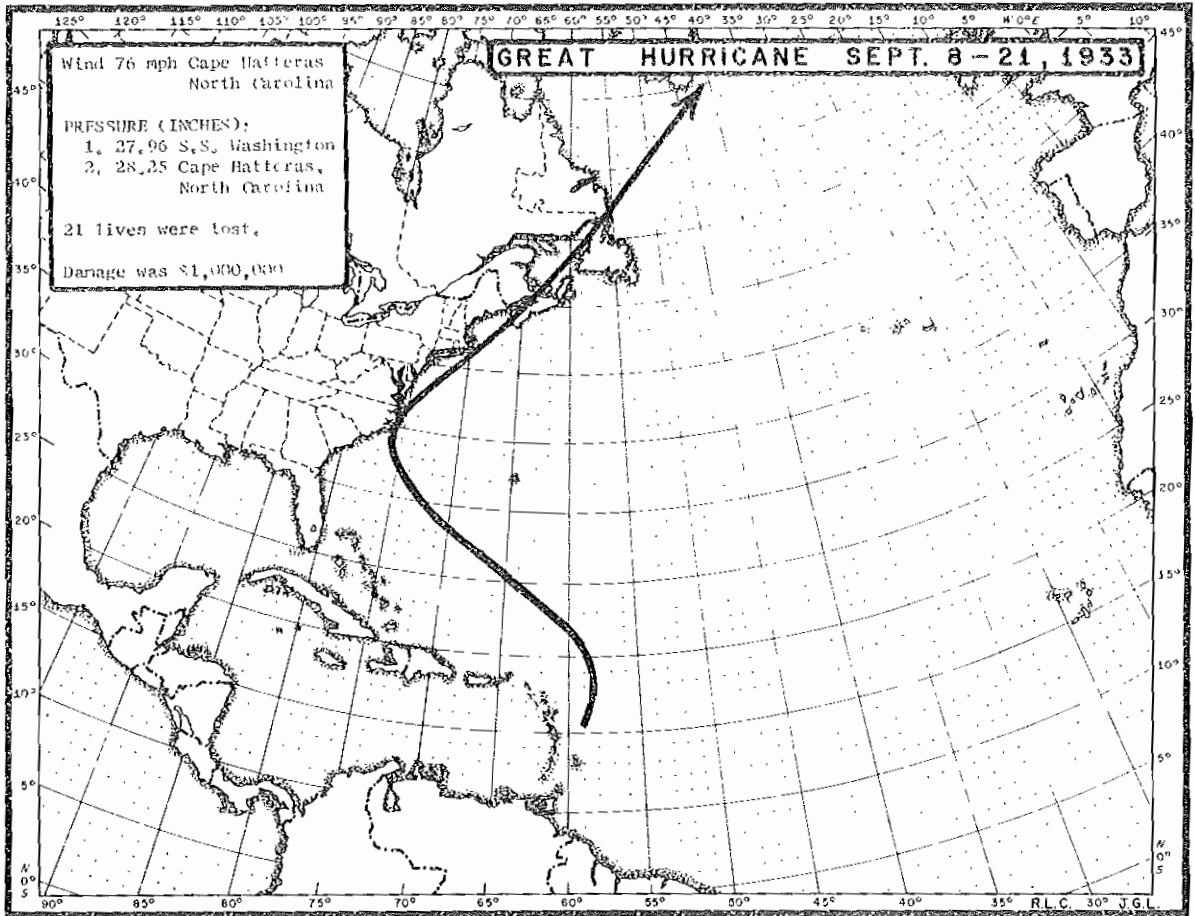 125° 120° 115° 110° 105° 100° 95° 90° 85° 80° 75° 70° 65° 60° 55° 50° 45° 40° 35° 30° 25° 20° 15° 10° 5° W 0° E 5° 10°
GREAT HURRICANE SEPT. 8-21, 1933
Wind 76 mph Cape Hatteras
North Carolina
PRESSURE (INCHES):
1. 27.96 S.S. Washington
2. 28.25 Cape Hatteras,
North Carolina
21 lives were lost.
Damage was $1,000,000
45°
40°
35°
30°
25°
20°
15°
10°
5°
N
0°
S
45°
40°
35°
30°
25°
20°
15°
10°
5°
N
0°
S
90° 85° 80° 75° 70° 65° 60° 55° 50° 45° 40° 35° 30° 25°
R.L.C. J.G.L.